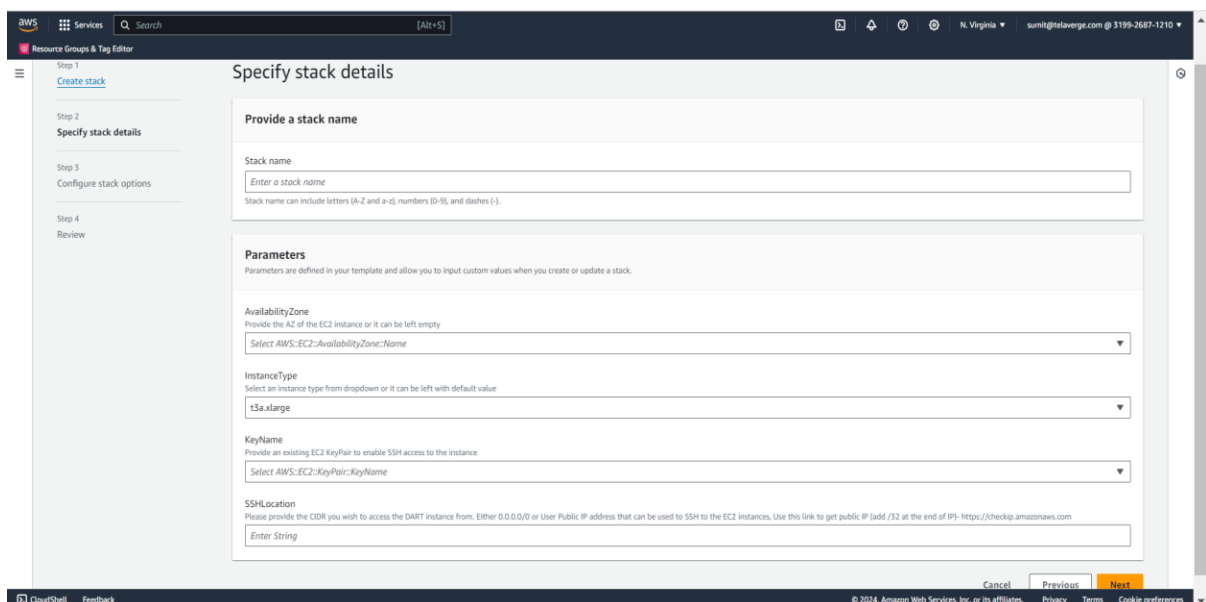 aws Services Search [Alt+S] N. Virginia ▼ sumit@telaverge.com @ 3199-2687-1210 ▼
Resource Groups & Tag Editor
Step 1
Create stack
Step 2
Specify stack details
Step 3
Configure stack options
Step 4
Review
Specify stack details
Provide a stack name
Stack name
Enter a stack name
Stack name can include letters (A-Z and a-z), numbers (0-9), and dashes (-).
Parameters
Parameters are defined in your template and allow you to input custom values when you create or update a stack.
AvailabilityZone
Provide the AZ of the EC2 instance or it can be left empty
Select AWS::EC2::AvailabilityZone::Name
InstanceType
Select an instance type from dropdown or it can be left with default value
t3a.xlarge
KeyName
Provide an existing EC2 KeyPair to enable SSH access to the instance
Select AWS::EC2::KeyPair::KeyName
SSHLocation
Please provide the CIDR you wish to access the DART instance from. Either 0.0.0.0/0 or User Public IP address that can be used to SSH to the EC2 instances, Use this link to get public IP (add /32 at the end of IP)- https://checkip.amazonaws.com
Enter String
Cancel Previous Next
CloudShell Feedback © 2024, Amazon Web Services, Inc. or its affiliates. Privacy Terms Cookie preferences